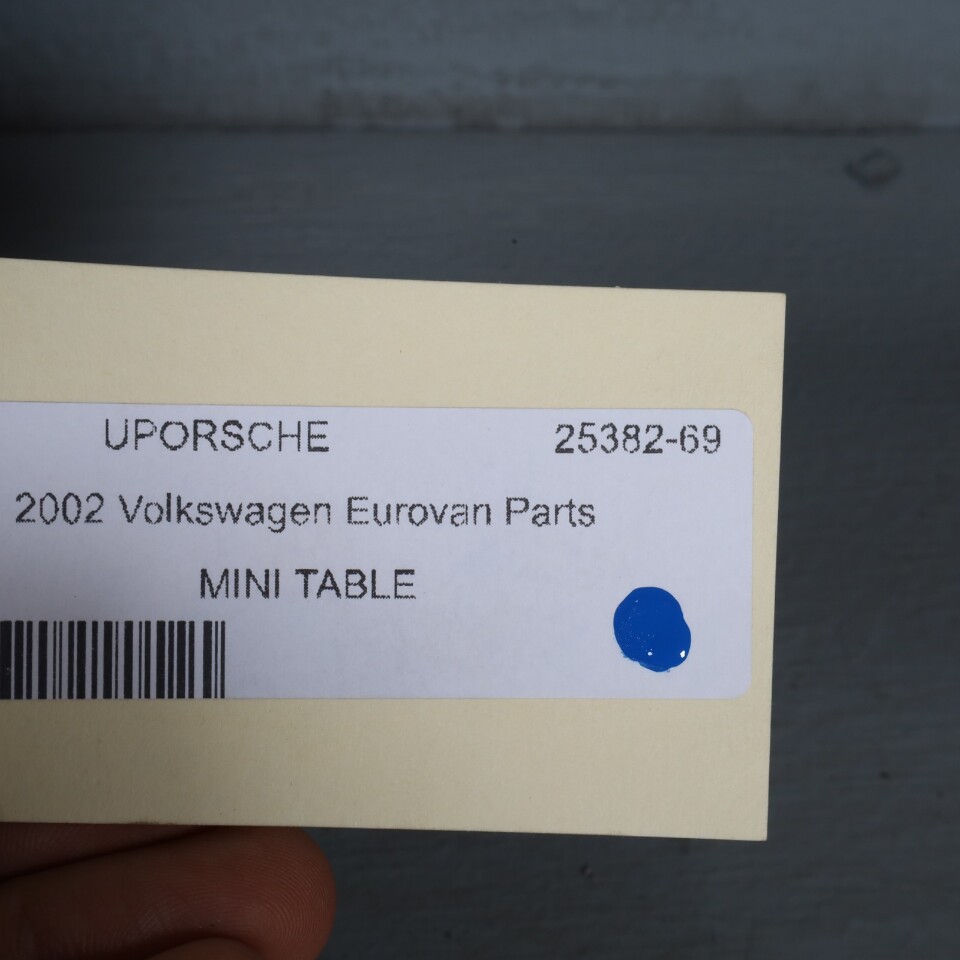 UPORSCHE 25382-69
2002 Volkswagen Eurovan Parts
MINI TABLE